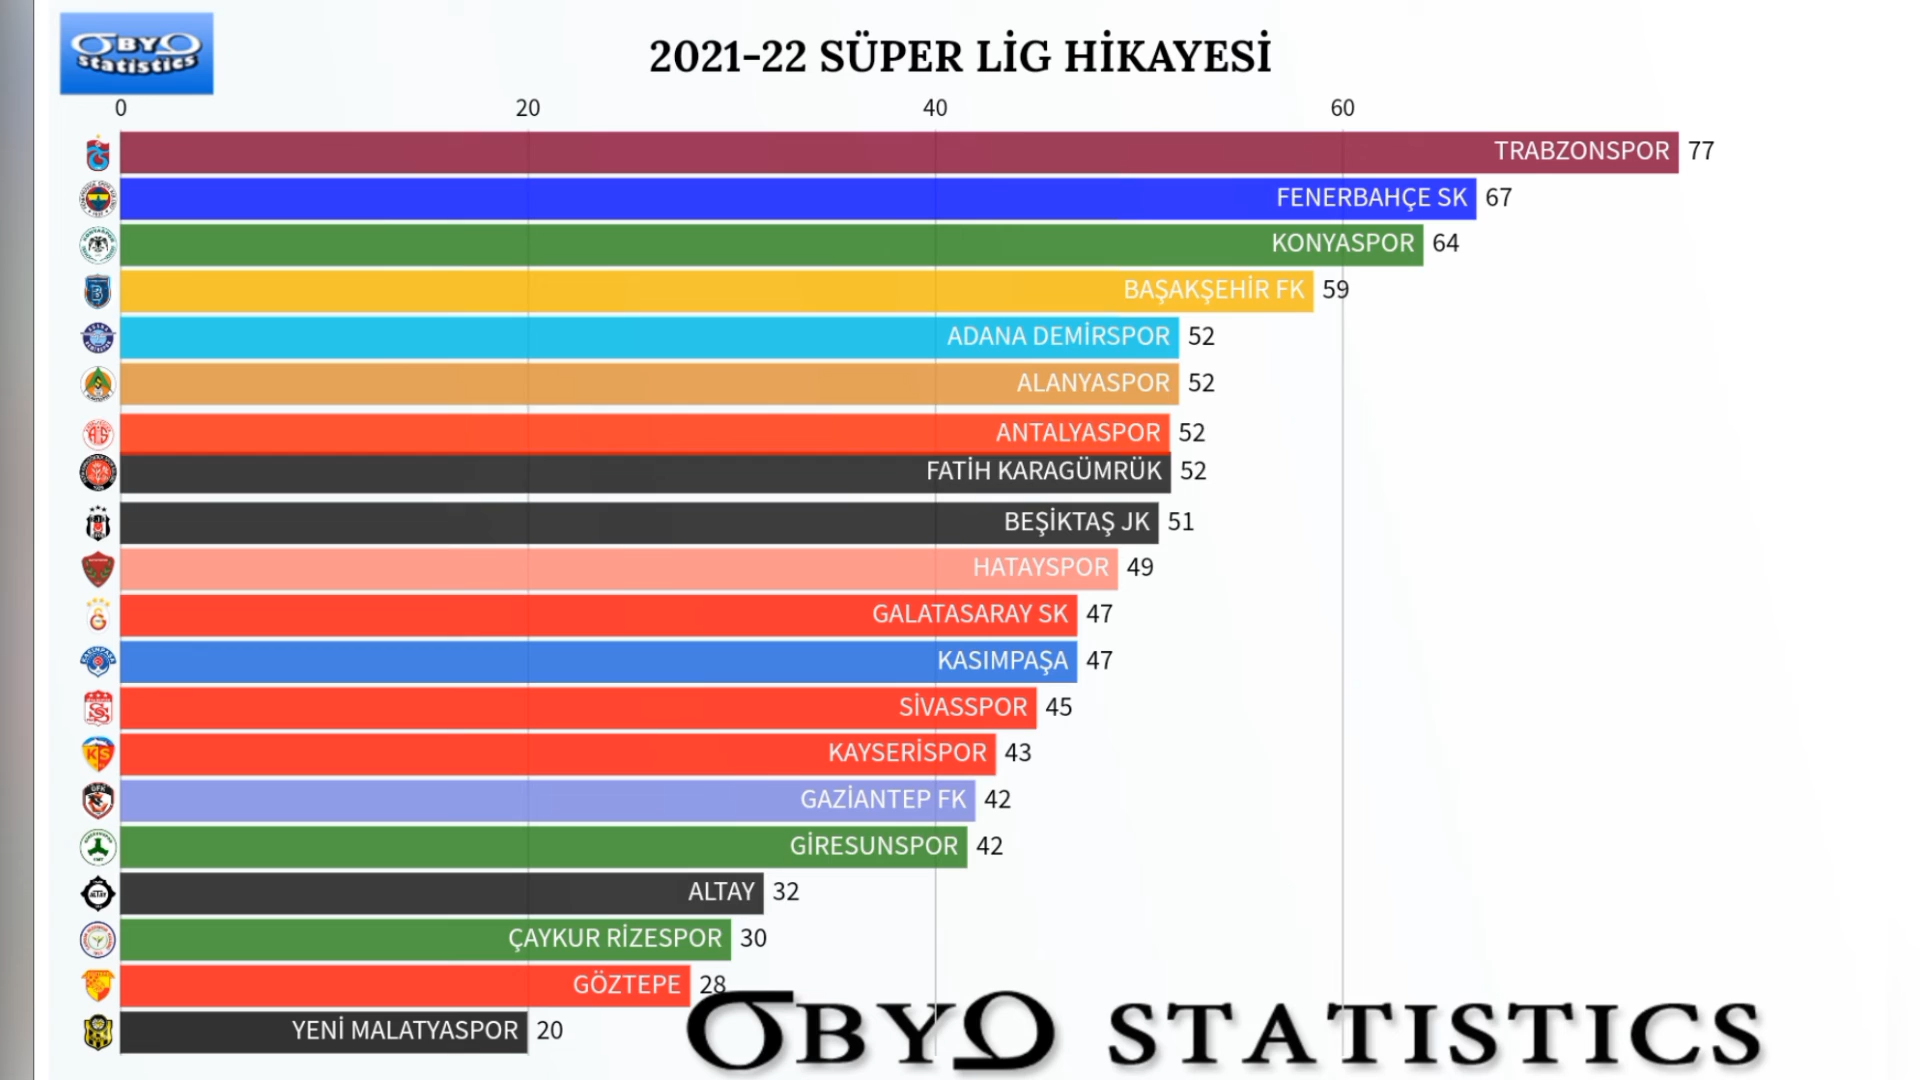 OBYO
statistics
2021-22 SÜPER LİG HİKAYESİ
0 20 40 60
TRABZONSPOR 77
FENERBAHÇE SK 67
KONYASPOR 64
BAŞAKŞEHİR FK 59
ADANA DEMİRSPOR 52
ALANYASPOR 52
ANTALYASPOR 52
FATİH KARAGÜMRÜK 52
BEŞİKTAŞ JK 51
HATAYSPOR 49
GALATASARAY SK 47
KASIMPAŞA 47
SİVASSPOR 45
KAYSERİSPOR 43
GAZİANTEP FK 42
GİRESUNSPOR 42
ALTAY 32
ÇAYKUR RİZESPOR 30
GÖZTEPE 28
YENİ MALATYASPOR 20
OBYO STATISTICS